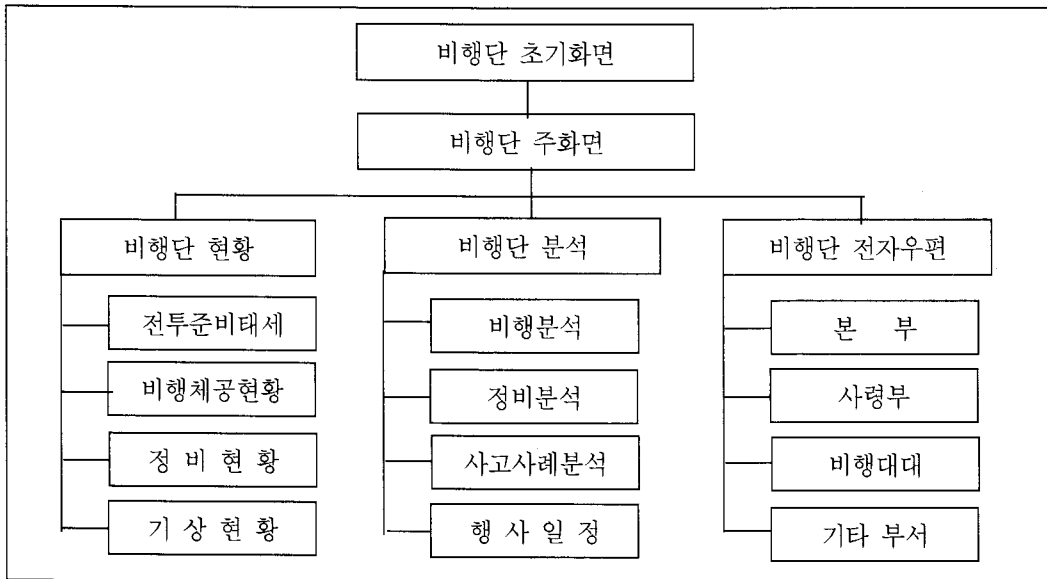 비행단 초기화면
비행단 주화면
비행단 현황
전투준비태세
비행체공현황
정 비 현 황
기 상 현 황
비행단 분석
비행분석
정비분석
사고사례분석
행 사 일 정
비행단 전자우편
본 부
사령부
비행대대
기타 부서